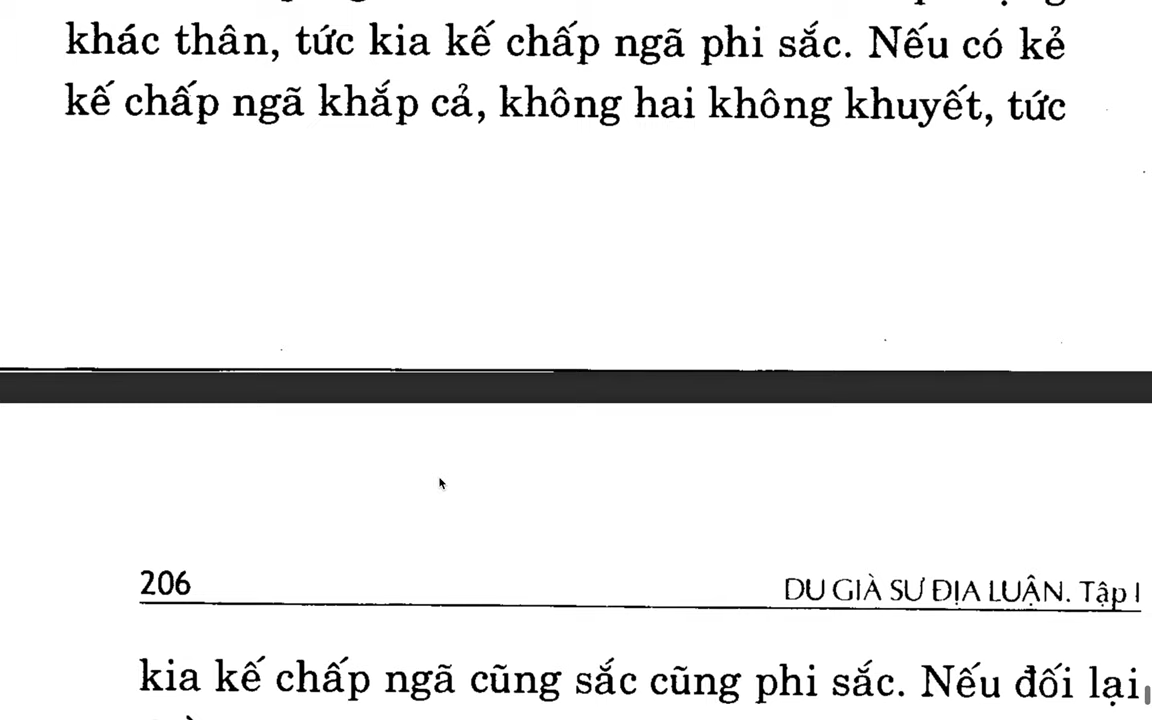 khác thân, tức kia kế chấp ngã phi sắc. Nếu có kẻ
kế chấp ngã khắp cả, không hai không khuyết, tức
206
DU GIÀ SƯ ĐỊA LUẬN. Tập I
kia kế chấp ngã cũng sắc cũng phi sắc. Nếu đối lại